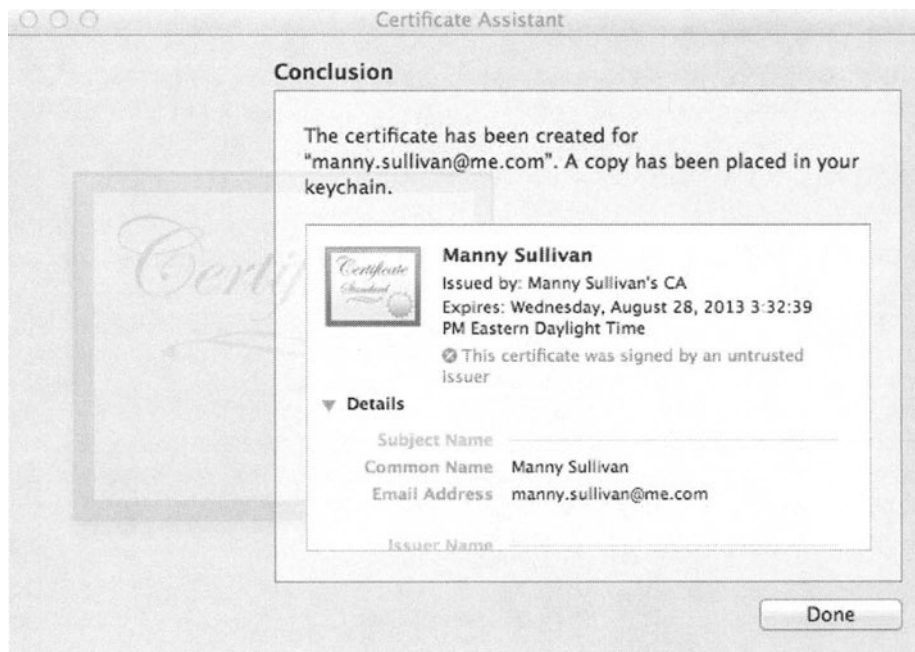 Certificate Assistant
Conclusion
The certificate has been created for
"manny.sullivan@me.com". A copy has been placed in your
keychain.
Certificate
Standard
Manny Sullivan
Issued by: Manny Sullivan's CA
Expires: Wednesday, August 28, 2013 3:32:39
PM Eastern Daylight Time
This certificate was signed by an untrusted
issuer
Details
Subject Name
Common Name Manny Sullivan
Email Address manny.sullivan@me.com
Issuer Name
Done